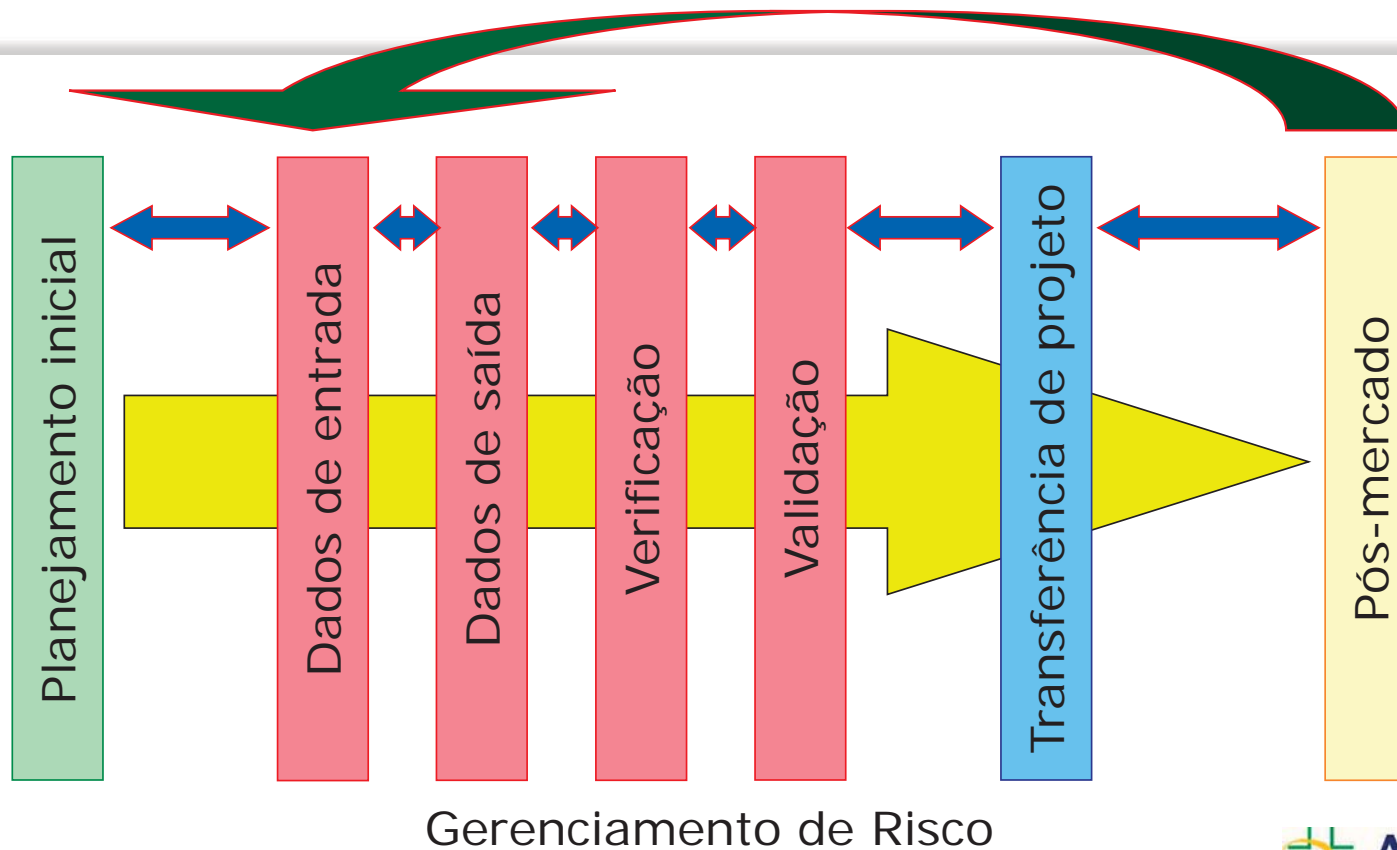 Planejamento inicial
Dados de entrada
Dados de saída
Verificação
Validação
Transferência de projeto
Pós-mercado
Gerenciamento de Risco